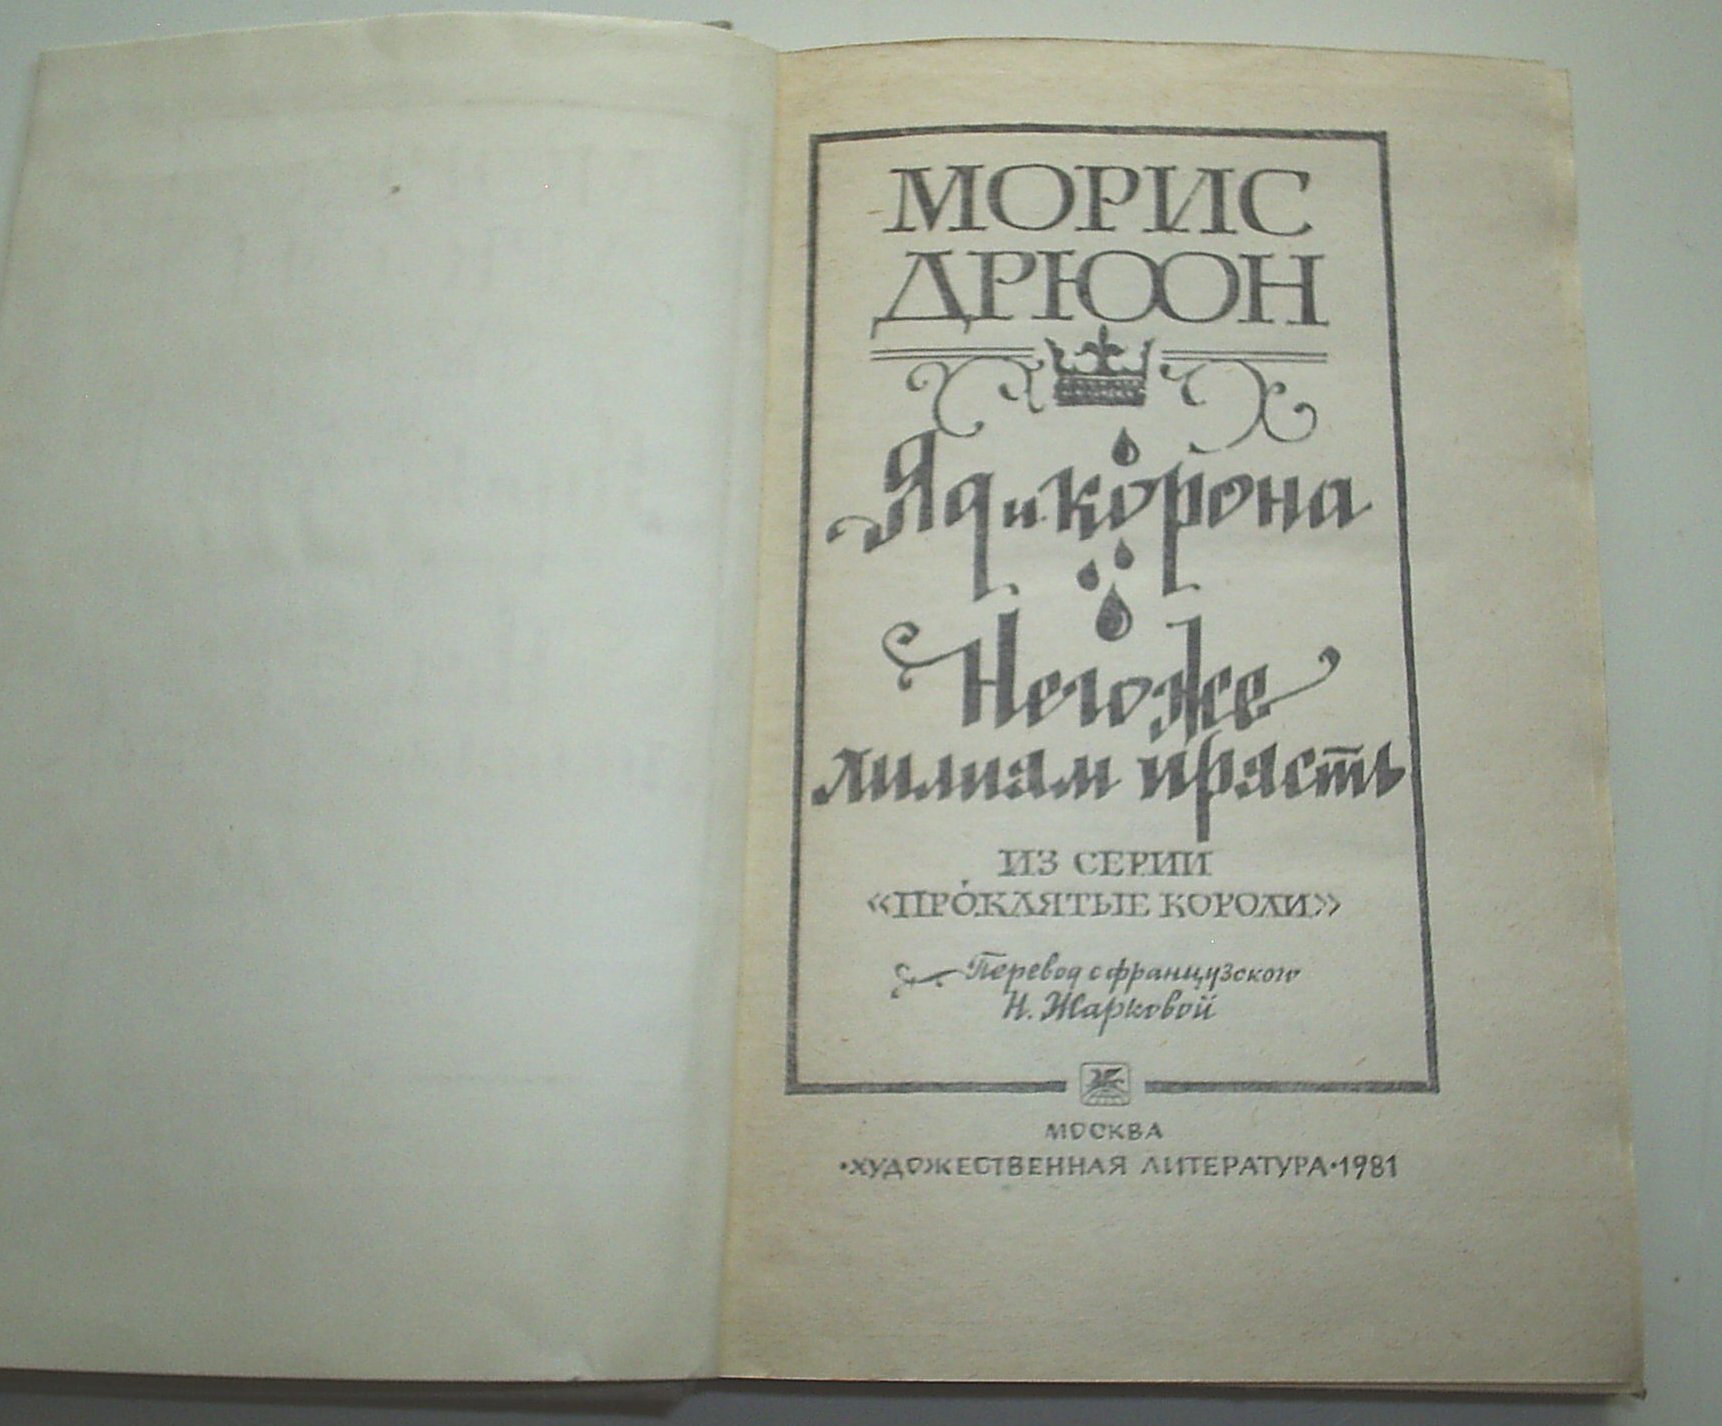 МОРИС
ДРЮОН
Яд и корона
Негоже
лилиям прясть
ИЗ СЕРИИ
«ПРОКЛЯТЫЕ КОРОЛИ»
Перевод с французского
Н. Жарковой
МОСКВА
·ХУДОЖЕСТВЕННАЯ ЛИТЕРАТУРА·1981